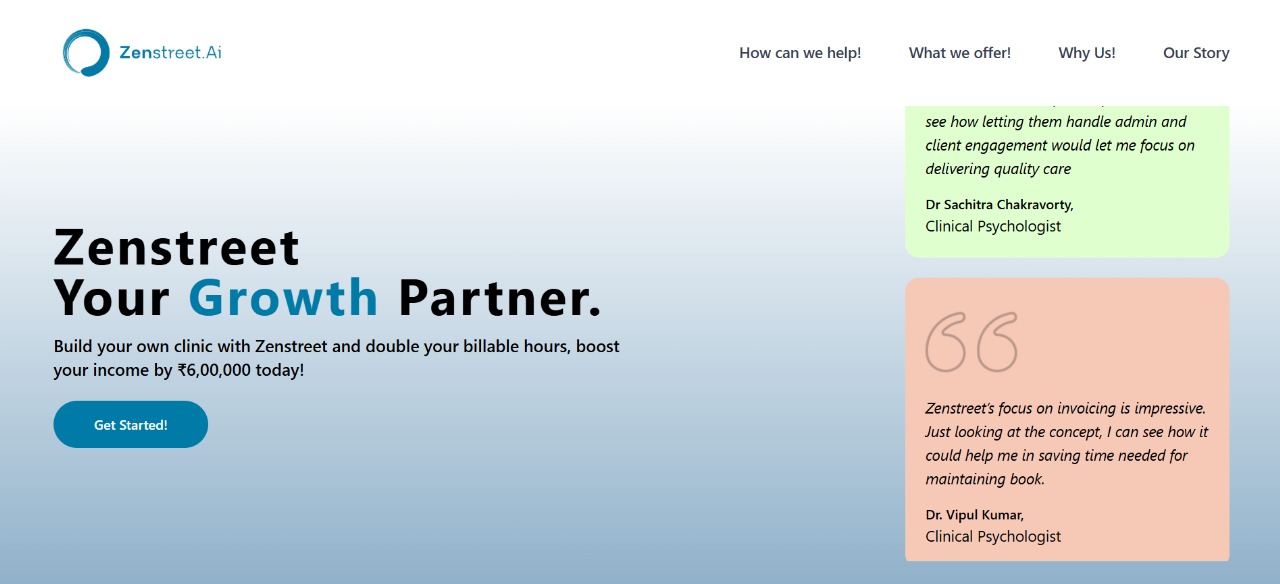 Zenstreet.Ai
How can we help!
What we offer!
Why Us!
Our Story
see how letting them handle admin and
client engagement would let me focus on
delivering quality care
Dr Sachitra Chakravorty,
Clinical Psychologist
Zenstreet
Your Growth Partner.
Build your own clinic with Zenstreet and double your billable hours, boost
your income by ₹6,00,000 today!
Get Started!
Zenstreet's focus on invoicing is impressive.
Just looking at the concept, I can see how it
could help me in saving time needed for
maintaining book.
Dr. Vipul Kumar,
Clinical Psychologist